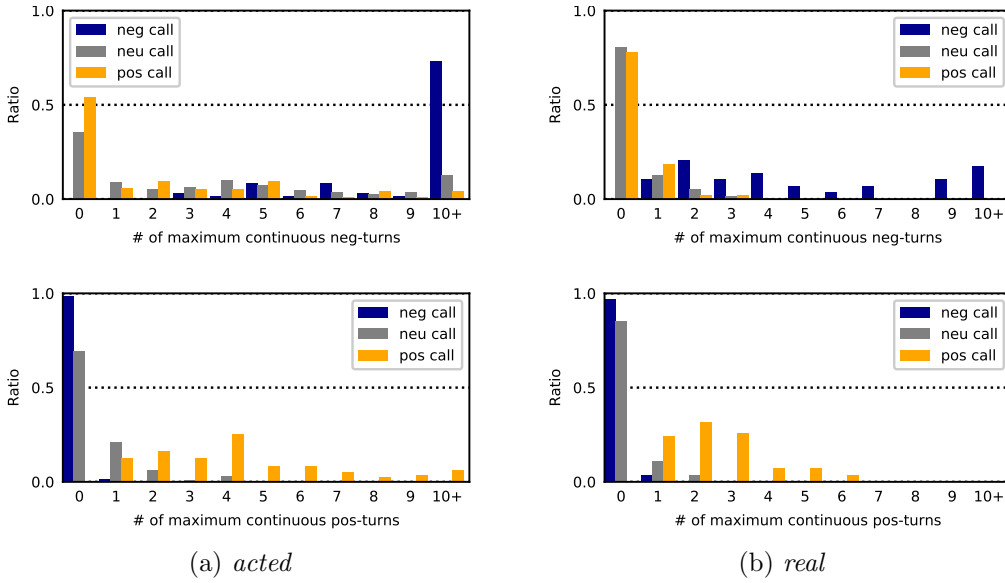 1.0
0.5
0.0
Ratio
neg call
neu call
pos call
0 1 2 3 4 5 6 7 8 9 10+
# of maximum continuous neg-turns
1.0
0.5
0.0
Ratio
neg call
neu call
pos call
0 1 2 3 4 5 6 7 8 9 10+
# of maximum continuous neg-turns
1.0
0.5
0.0
Ratio
neg call
neu call
pos call
0 1 2 3 4 5 6 7 8 9 10+
# of maximum continuous pos-turns
1.0
0.5
0.0
Ratio
neg call
neu call
pos call
0 1 2 3 4 5 6 7 8 9 10+
# of maximum continuous pos-turns
(a) acted
(b) real